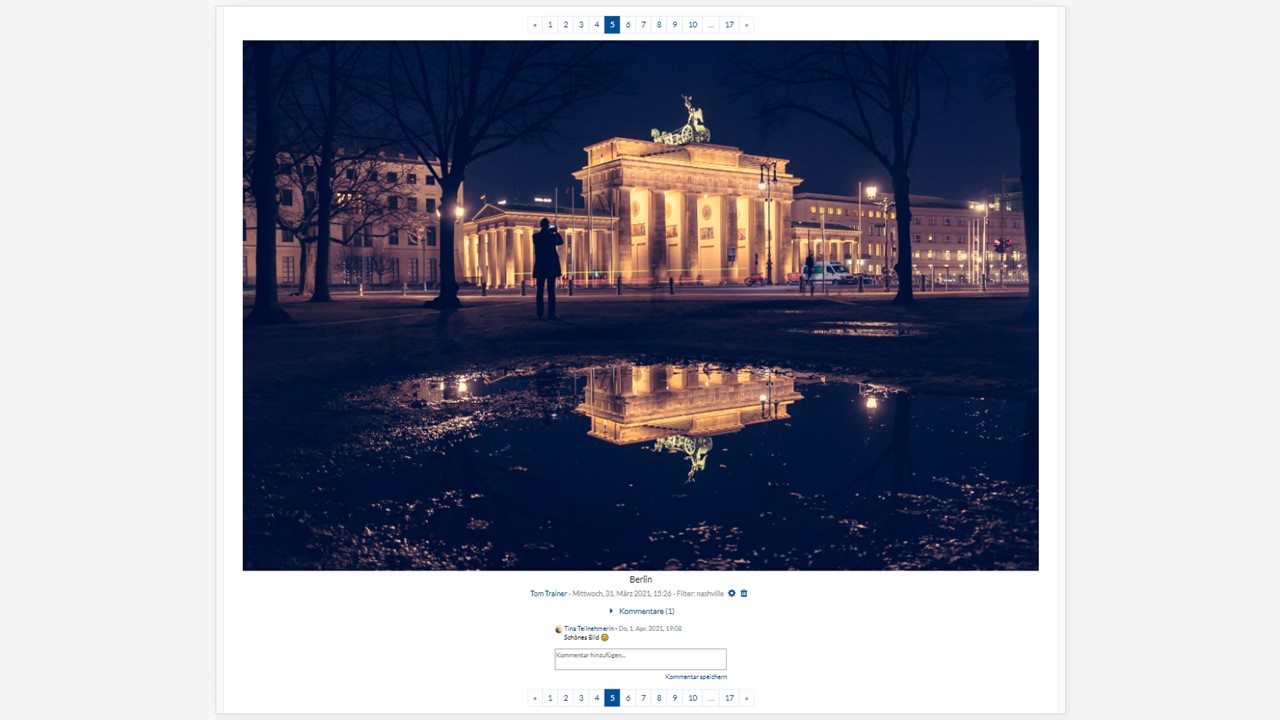 « 1 2 3 4 5 6 7 8 9 10 ... 17 »
Berlin
Tom Trainer - Mittwoch, 31. März 2021, 15:26 - Filter: nashville
Kommentare (1)
Tina Teilnehmerin - Do, 1. Apr. 2021, 19:08
Schönes Bild
Kommentar hinzufügen...
Kommentar speichern
« 1 2 3 4 5 6 7 8 9 10 ... 17 »